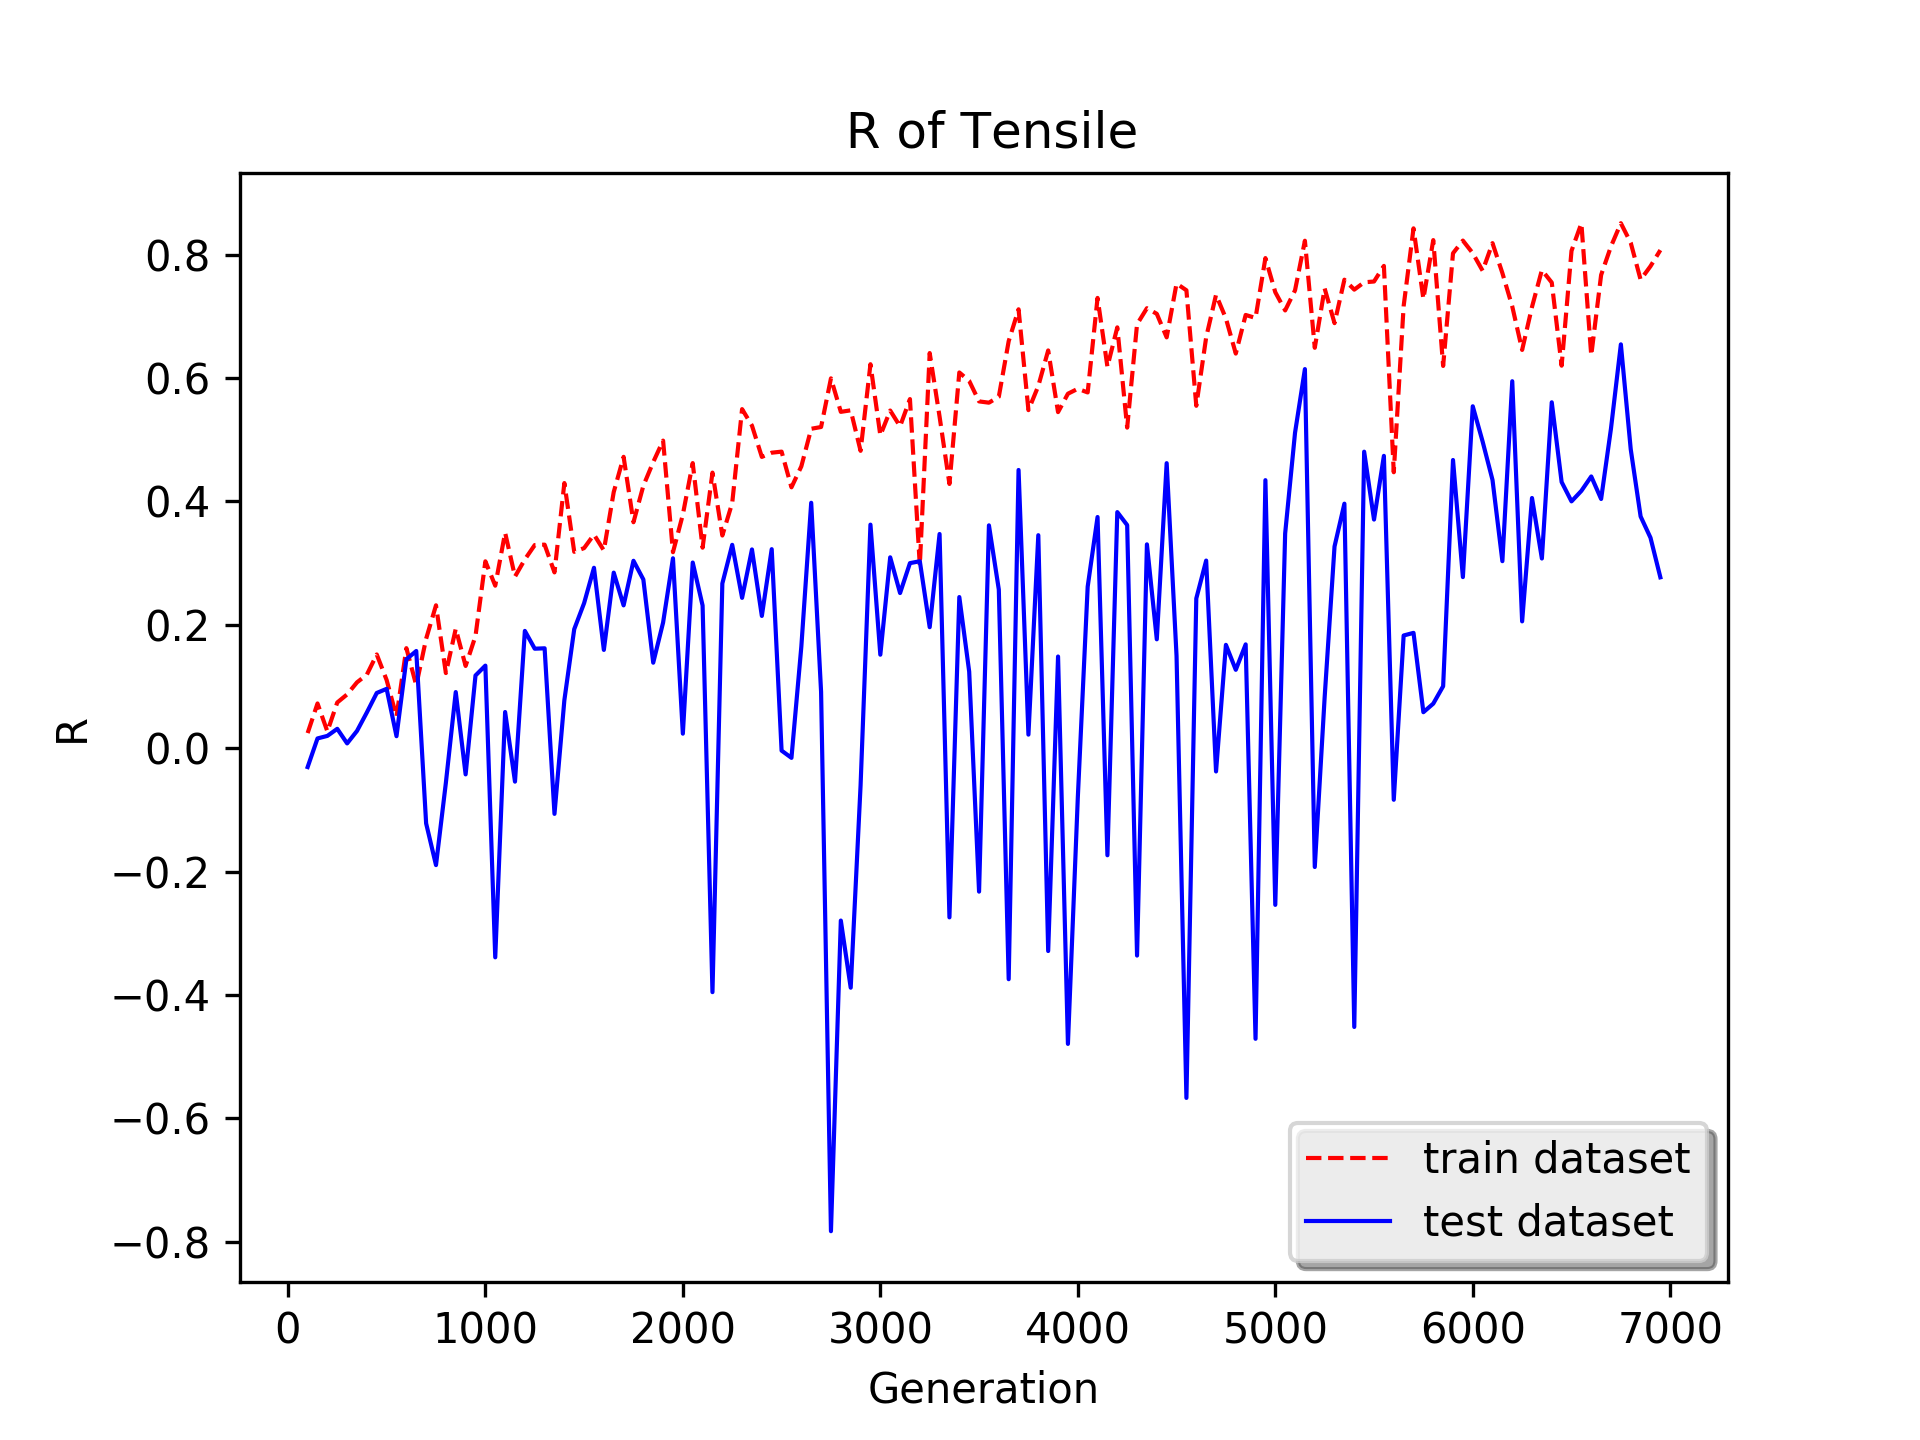 R of Tensile
R
0.8
0.6
0.4
0.2
0.0
−0.2
−0.4
−0.6
−0.8
train dataset
test dataset
0 1000 2000 3000 4000 5000 6000 7000
Generation